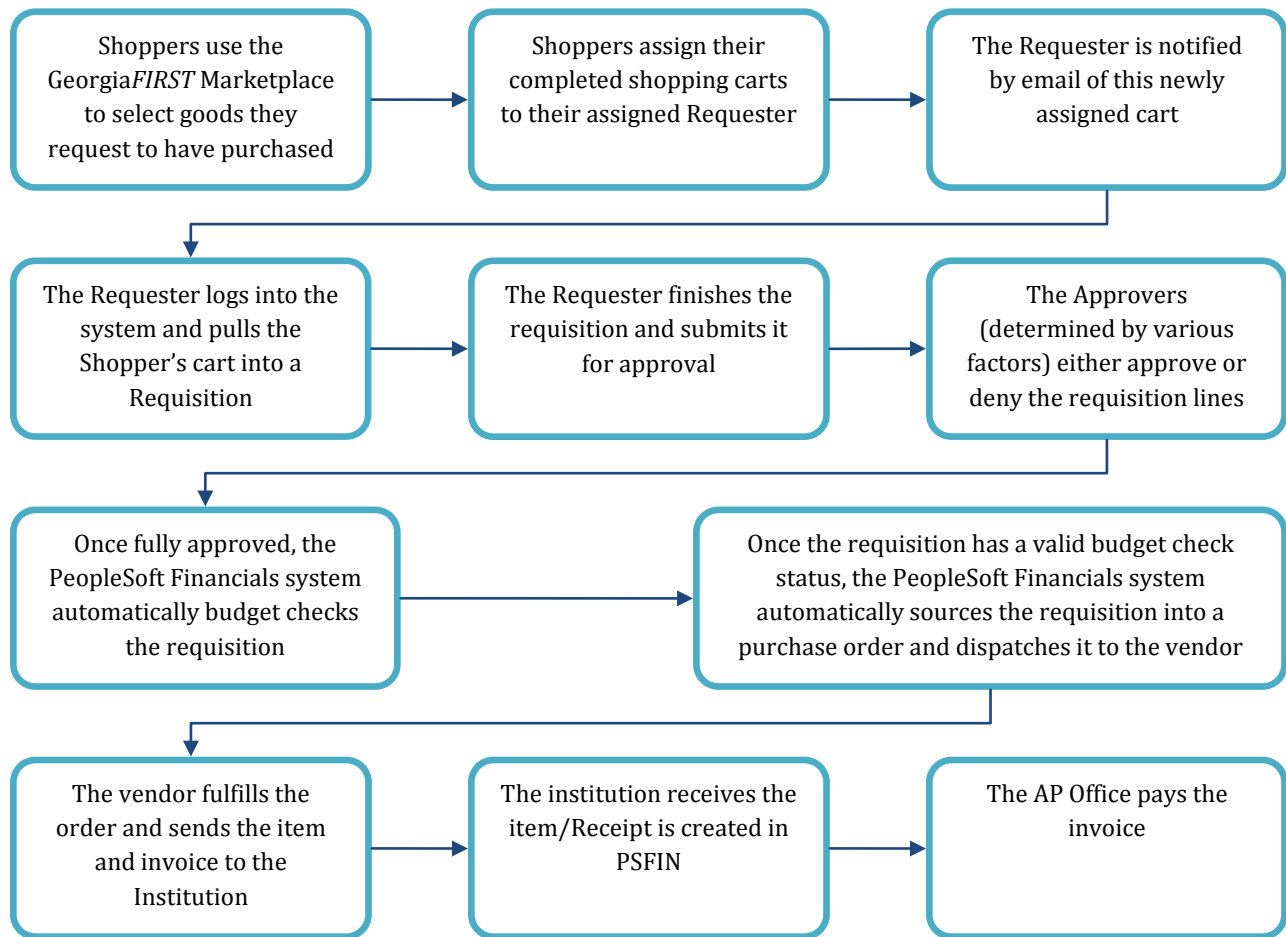 Shoppers use the
GeorgiaFIRST Marketplace
to select goods they
request to have purchased
Shoppers assign their
completed shopping carts
to their assigned Requester
The Requester is notified
by email of this newly
assigned cart
The Requester logs into the
system and pulls the
Shopper’s cart into a
Requisition
The Requester finishes the
requisition and submits it
for approval
The Approvers
(determined by various
factors) either approve or
deny the requisition lines
Once fully approved, the
PeopleSoft Financials system
automatically budget checks
the requisition
Once the requisition has a valid budget check
status, the PeopleSoft Financials system
automatically sources the requisition into a
purchase order and dispatches it to the vendor
The vendor fulfills the
order and sends the item
and invoice to the
Institution
The institution receives the
item/Receipt is created in
PSFIN
The AP Office pays the
invoice